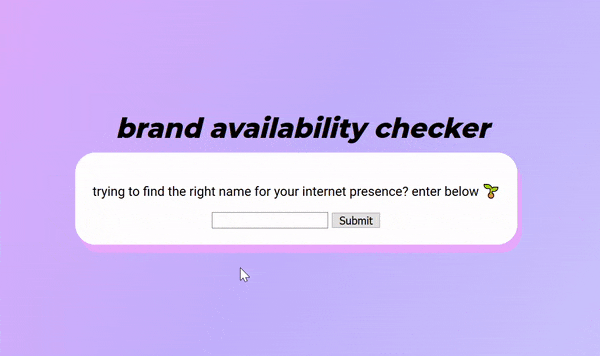 brand availability checker
trying to find the right name for your internet presence? enter below 🌱
Submit